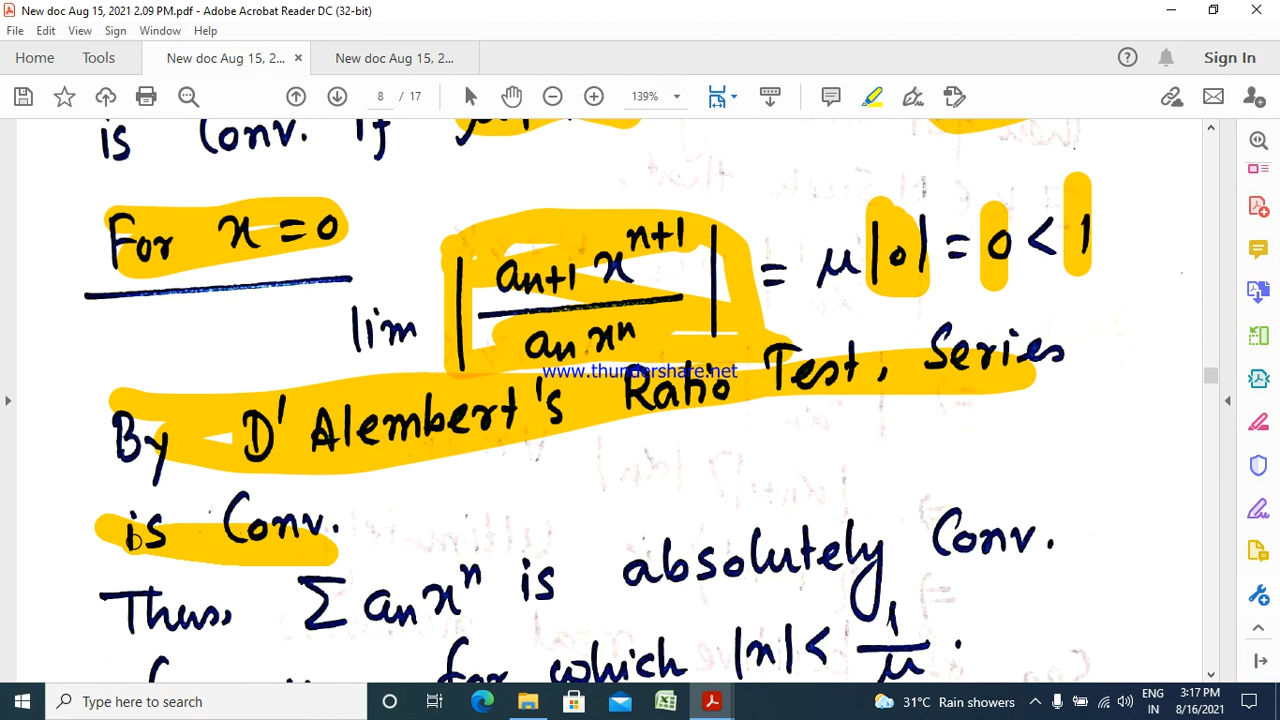 New doc Aug 15, 2021 2.09 PM.pdf - Adobe Acrobat Reader DC (32-bit)
File Edit View Sign Window Help
Home Tools New doc Aug 15, 2... × New doc Aug 15, 2... Sign In
8 / 17 139%
is Conv. if
For x = 0
lim | an+1 x^n+1 / an x^n | = μ|0| = 0 < 1
www.thundershare.net
By D'Alembert's Ratio Test, Series
is Conv.
Thus, Σ an x^n is absolutely Conv.
for which |x| < 1/μ .
Type here to search
31°C Rain showers
ENG
IN
3:17 PM
8/16/2021